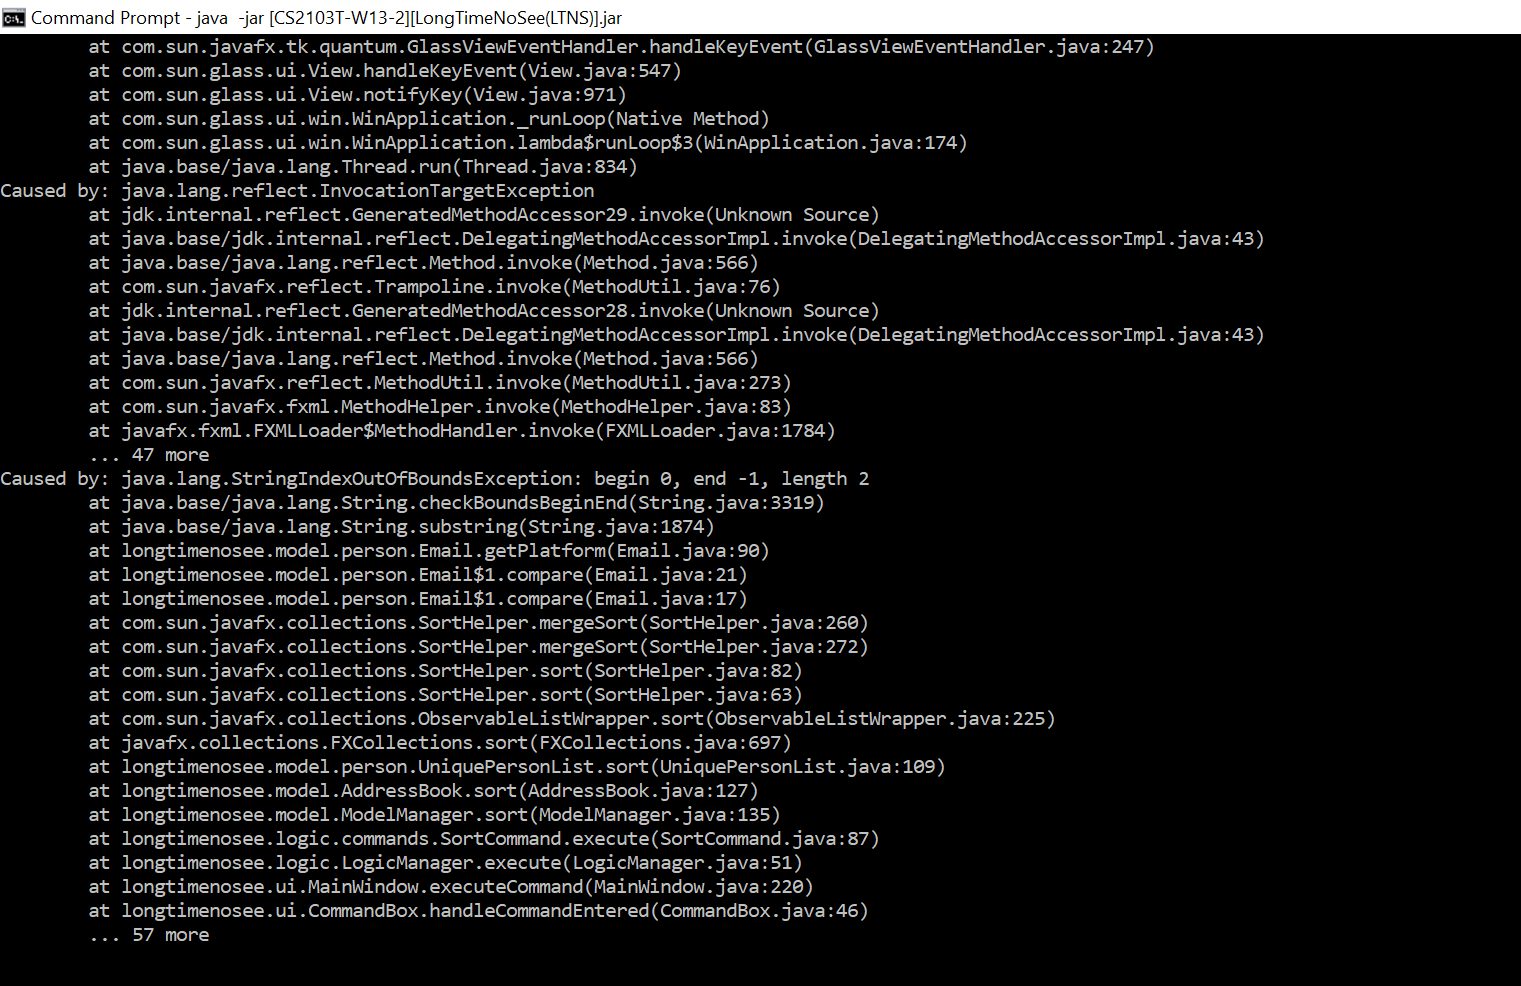 Command Prompt - java  -jar [CS2103T-W13-2][LongTimeNoSee(LTNS)].jar
at com.sun.javafx.tk.quantum.GlassViewEventHandler.handleKeyEvent(GlassViewEventHandler.java:247)
at com.sun.glass.ui.View.handleKeyEvent(View.java:547)
at com.sun.glass.ui.View.notifyKey(View.java:971)
at com.sun.glass.ui.win.WinApplication._runLoop(Native Method)
at com.sun.glass.ui.win.WinApplication.lambda$runLoop$3(WinApplication.java:174)
at java.base/java.lang.Thread.run(Thread.java:834)
Caused by: java.lang.reflect.InvocationTargetException
at jdk.internal.reflect.GeneratedMethodAccessor29.invoke(Unknown Source)
at java.base/jdk.internal.reflect.DelegatingMethodAccessorImpl.invoke(DelegatingMethodAccessorImpl.java:43)
at java.base/java.lang.reflect.Method.invoke(Method.java:566)
at com.sun.javafx.reflect.Trampoline.invoke(MethodUtil.java:76)
at jdk.internal.reflect.GeneratedMethodAccessor28.invoke(Unknown Source)
at java.base/jdk.internal.reflect.DelegatingMethodAccessorImpl.invoke(DelegatingMethodAccessorImpl.java:43)
at java.base/java.lang.reflect.Method.invoke(Method.java:566)
at com.sun.javafx.reflect.MethodUtil.invoke(MethodUtil.java:273)
at com.sun.javafx.fxml.MethodHelper.invoke(MethodHelper.java:83)
at javafx.fxml.FXMLLoader$MethodHandler.invoke(FXMLLoader.java:1784)
... 47 more
Caused by: java.lang.StringIndexOutOfBoundsException: begin 0, end -1, length 2
at java.base/java.lang.String.checkBoundsBeginEnd(String.java:3319)
at java.base/java.lang.String.substring(String.java:1874)
at longtimenosee.model.person.Email.getPlatform(Email.java:90)
at longtimenosee.model.person.Email$1.compare(Email.java:21)
at longtimenosee.model.person.Email$1.compare(Email.java:17)
at com.sun.javafx.collections.SortHelper.mergeSort(SortHelper.java:260)
at com.sun.javafx.collections.SortHelper.mergeSort(SortHelper.java:272)
at com.sun.javafx.collections.SortHelper.sort(SortHelper.java:82)
at com.sun.javafx.collections.SortHelper.sort(SortHelper.java:63)
at com.sun.javafx.collections.ObservableListWrapper.sort(ObservableListWrapper.java:225)
at javafx.collections.FXCollections.sort(FXCollections.java:697)
at longtimenosee.model.person.UniquePersonList.sort(UniquePersonList.java:109)
at longtimenosee.model.AddressBook.sort(AddressBook.java:127)
at longtimenosee.model.ModelManager.sort(ModelManager.java:135)
at longtimenosee.logic.commands.SortCommand.execute(SortCommand.java:87)
at longtimenosee.logic.LogicManager.execute(LogicManager.java:51)
at longtimenosee.ui.MainWindow.executeCommand(MainWindow.java:220)
at longtimenosee.ui.CommandBox.handleCommandEntered(CommandBox.java:46)
... 57 more